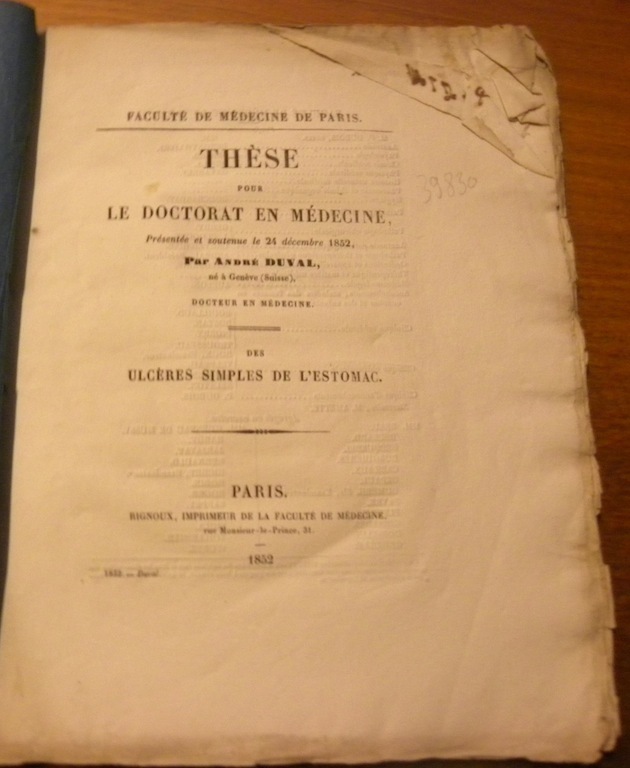 FACULTÉ DE MÉDECINE DE PARIS.
THÈSE
POUR
LE DOCTORAT EN MÉDECINE,
Présentée et soutenue le 24 décembre 1852,
Par ANDRÉ DUVAL,
né à Genève (Suisse),
DOCTEUR EN MÉDECINE.
DES
ULCÈRES SIMPLES DE L'ESTOMAC.
PARIS.
RIGNOUX, IMPRIMEUR DE LA FACULTÉ DE MÉDECINE,
rue Monsieur-le-Prince, 31.
1852
1852. — Duval
39830